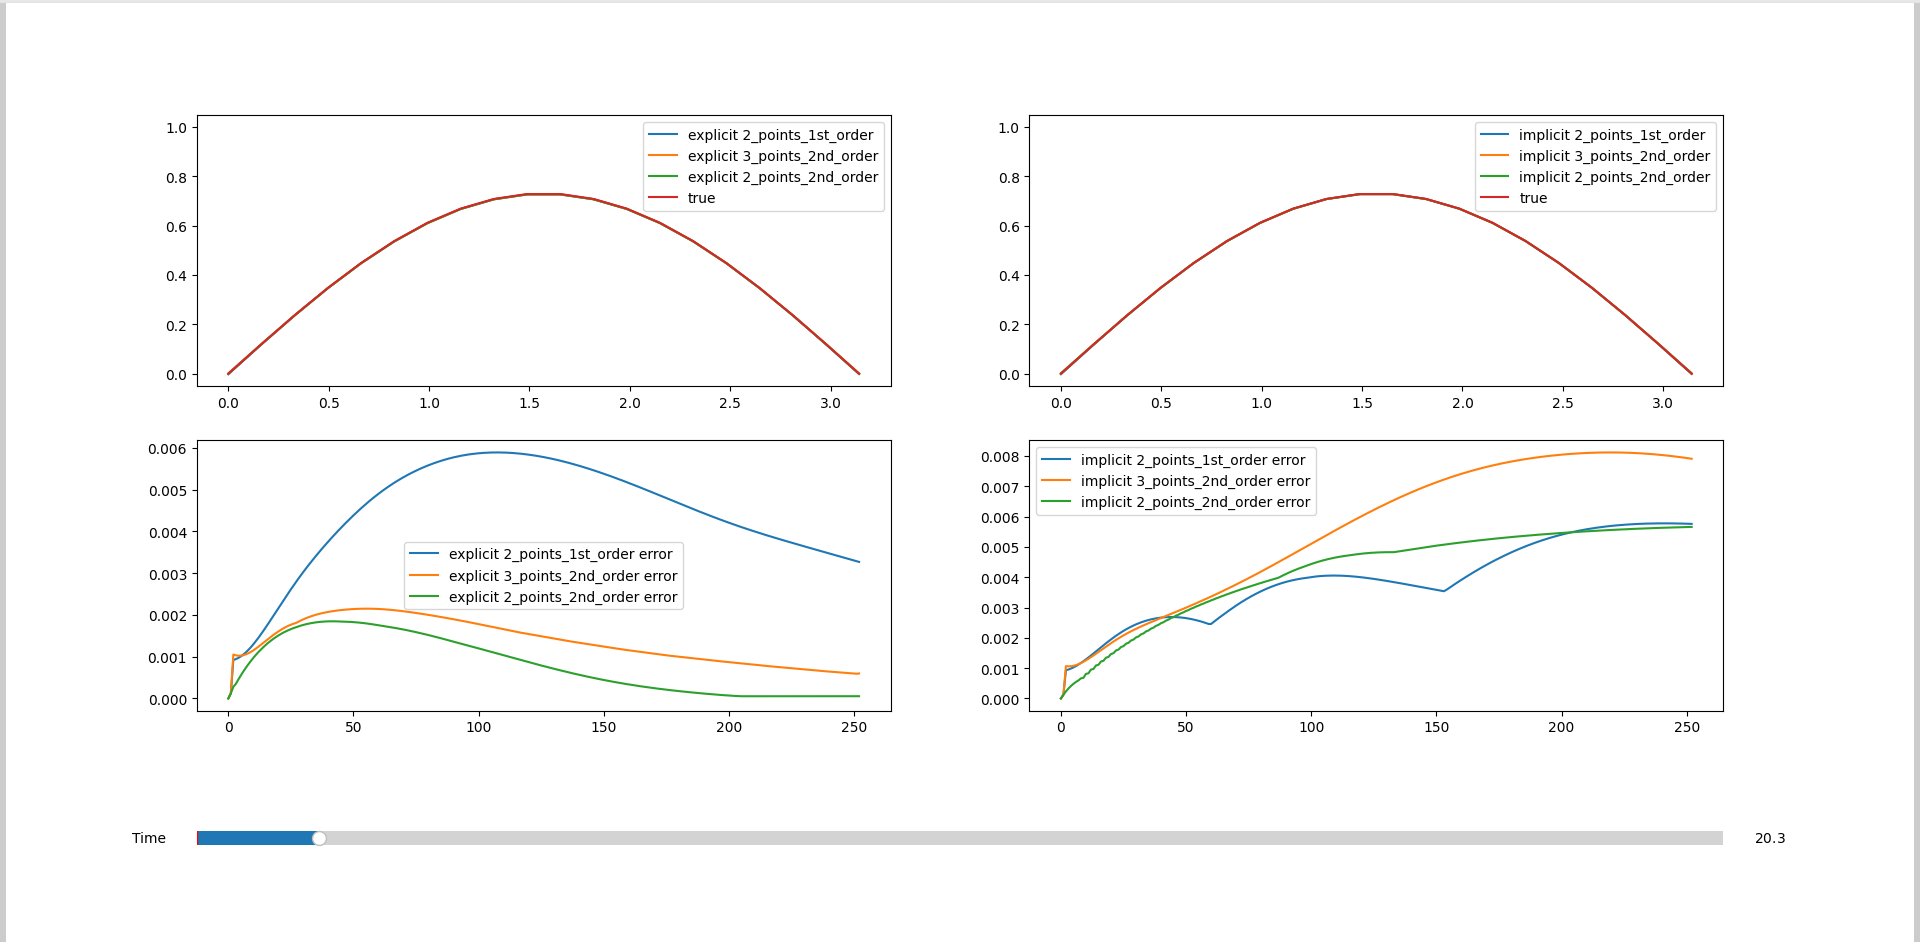 1.0
0.8
0.6
0.4
0.2
0.0
0.0 0.5 1.0 1.5 2.0 2.5 3.0
explicit 2_points_1st_order
explicit 3_points_2nd_order
explicit 2_points_2nd_order
true
1.0
0.8
0.6
0.4
0.2
0.0
0.0 0.5 1.0 1.5 2.0 2.5 3.0
implicit 2_points_1st_order
implicit 3_points_2nd_order
implicit 2_points_2nd_order
true
0.006
0.005
0.004
0.003
0.002
0.001
0.000
0 50 100 150 200 250
explicit 2_points_1st_order error
explicit 3_points_2nd_order error
explicit 2_points_2nd_order error
0.008
0.007
0.006
0.005
0.004
0.003
0.002
0.001
0.000
0 50 100 150 200 250
implicit 2_points_1st_order error
implicit 3_points_2nd_order error
implicit 2_points_2nd_order error
Time 20.3